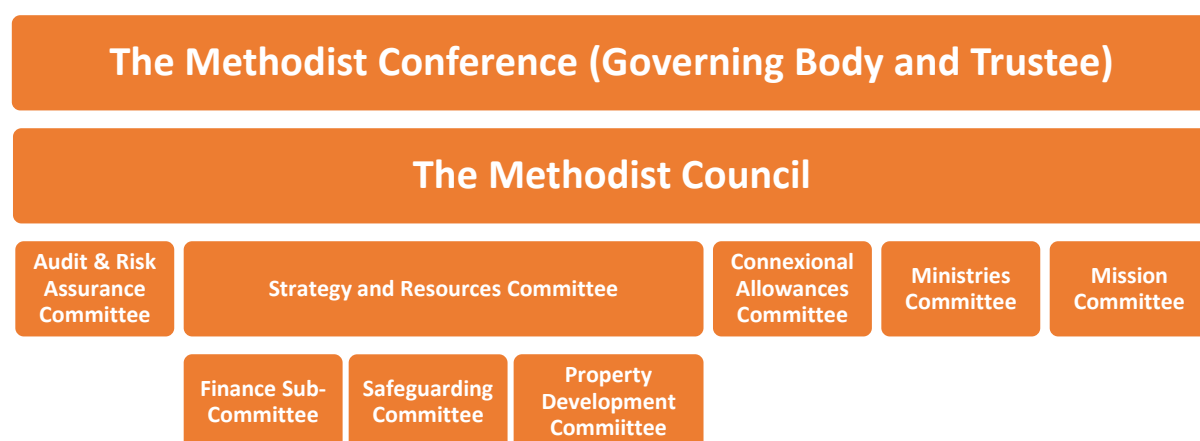 The Methodist Conference (Governing Body and Trustee)
The Methodist Council
Audit & Risk
Assurance
Committee
Strategy and Resources Committee
Connexional
Allowances
Committee
Ministries
Committee
Mission
Committee
Finance Sub-
Committee
Safeguarding
Committee
Property
Development
Commiittee